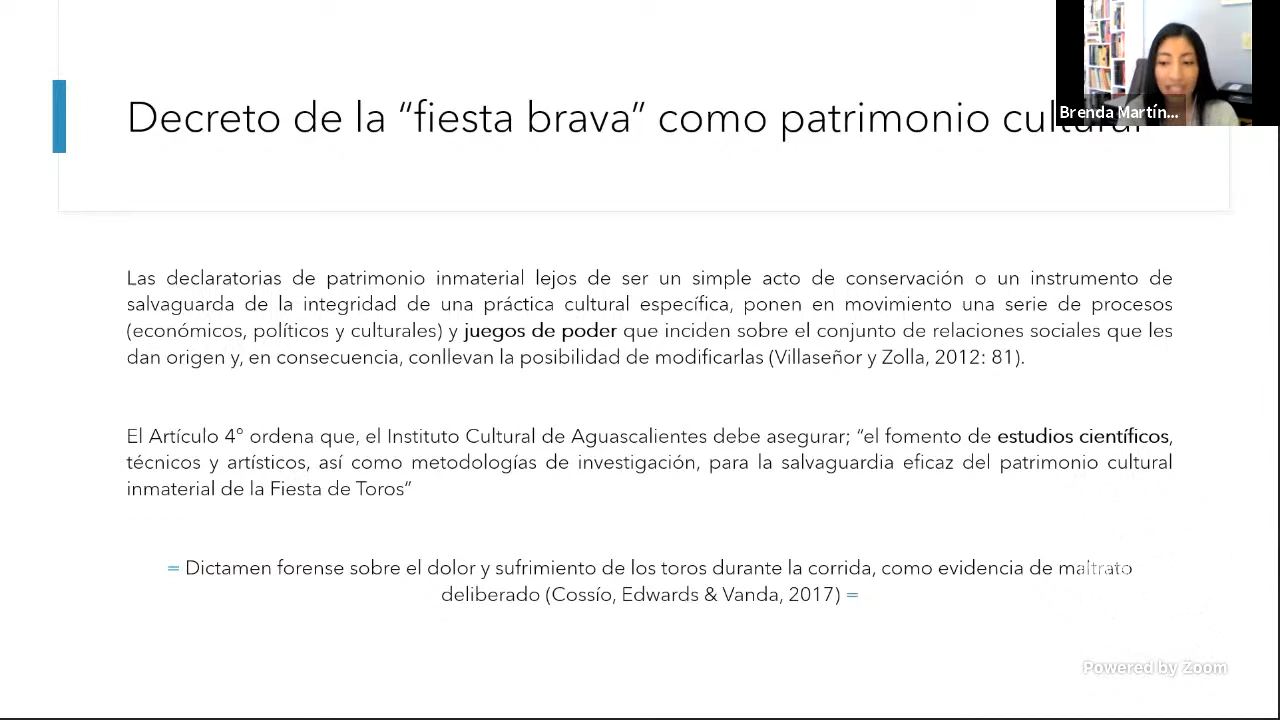 Decreto de la “fiesta brava” como patrimonio cultural
Brenda Martín...
Las declaratorias de patrimonio inmaterial lejos de ser un simple acto de conservación o un instrumento de
salvaguarda de la integridad de una práctica cultural específica, ponen en movimiento una serie de procesos
(económicos, políticos y culturales) y juegos de poder que inciden sobre el conjunto de relaciones sociales que les
dan origen y, en consecuencia, conllevan la posibilidad de modificarlas (Villaseñor y Zolla, 2012: 81).
El Artículo 4° ordena que, el Instituto Cultural de Aguascalientes debe asegurar; “el fomento de estudios científicos,
técnicos y artísticos, así como metodologías de investigación, para la salvaguardia eficaz del patrimonio cultural
inmaterial de la Fiesta de Toros”
= Dictamen forense sobre el dolor y sufrimiento de los toros durante la corrida, como evidencia de maltrato
deliberado (Cossío, Edwards & Vanda, 2017) =
Powered by Zoom